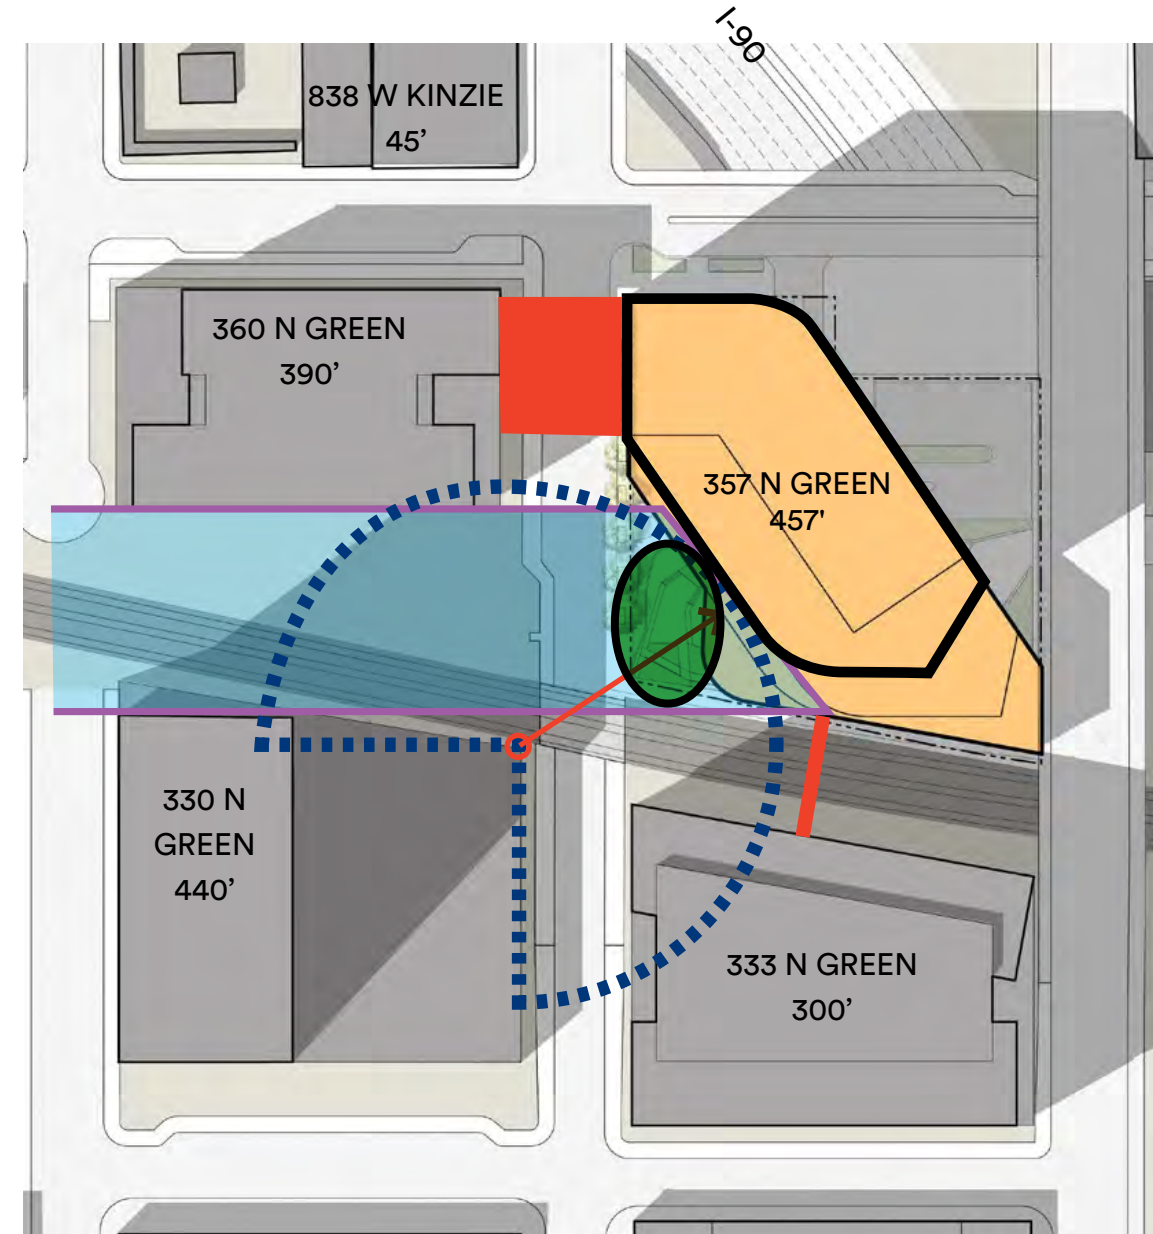 I-90
838 W KINZIE
45’
360 N GREEN
390’
357 N GREEN
457'
330 N
GREEN
440’
333 N GREEN
300’